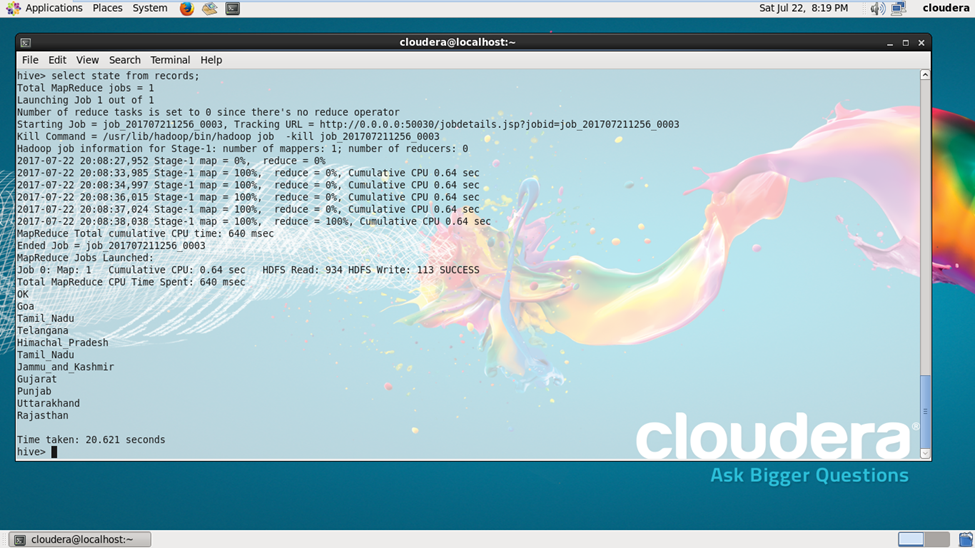 Applications Places System
Sat Jul 22, 8:19 PM
cloudera
cloudera@localhost:~
File Edit View Search Terminal Help
hive> select state from records;
Total MapReduce jobs = 1
Launching Job 1 out of 1
Number of reduce tasks is set to 0 since there's no reduce operator
Starting Job = job_201707211256_0003, Tracking URL = http://0.0.0.0:50030/jobdetails.jsp?jobid=job_201707211256_0003
Kill Command = /usr/lib/hadoop/bin/hadoop job  -kill job_201707211256_0003
Hadoop job information for Stage-1: number of mappers: 1; number of reducers: 0
2017-07-22 20:08:27,952 Stage-1 map = 0%,  reduce = 0%
2017-07-22 20:08:33,985 Stage-1 map = 100%,  reduce = 0%, Cumulative CPU 0.64 sec
2017-07-22 20:08:34,997 Stage-1 map = 100%,  reduce = 0%, Cumulative CPU 0.64 sec
2017-07-22 20:08:36,015 Stage-1 map = 100%,  reduce = 0%, Cumulative CPU 0.64 sec
2017-07-22 20:08:37,024 Stage-1 map = 100%,  reduce = 0%, Cumulative CPU 0.64 sec
2017-07-22 20:08:38,038 Stage-1 map = 100%,  reduce = 100%, Cumulative CPU 0.64 sec
MapReduce Total cumulative CPU time: 640 msec
Ended Job = job_201707211256_0003
MapReduce Jobs Launched:
Job 0: Map: 1   Cumulative CPU: 0.64 sec   HDFS Read: 934 HDFS Write: 113 SUCCESS
Total MapReduce CPU Time Spent: 640 msec
OK
Goa
Tamil_Nadu
Telangana
Himachal_Pradesh
Tamil_Nadu
Jammu_and_Kashmir
Gujarat
Punjab
Uttarakhand
Rajasthan
Time taken: 20.621 seconds
hive>
cloudera®
Ask Bigger Questions
cloudera@localhost:~